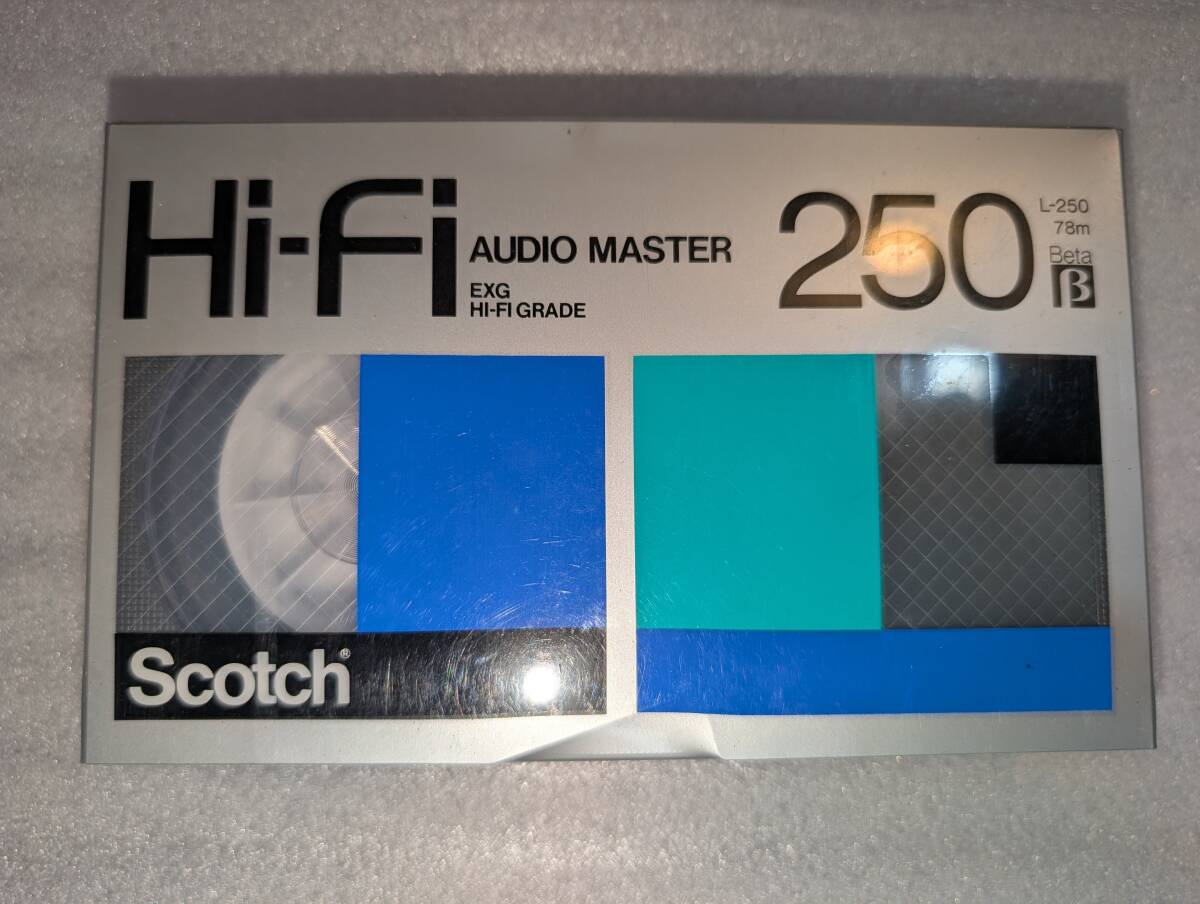 Hi-Fi AUDIO MASTER
EXG
HI-FI GRADE
250
L-250
78m
Beta
β
Scotch®